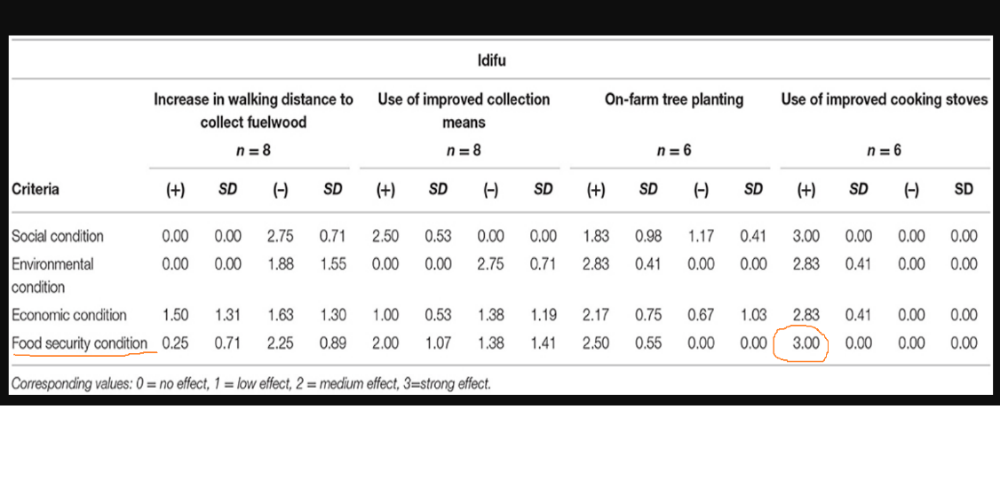 Idifu
Increase in walking distance to collect fuelwood Use of improved collection means On-farm tree planting Use of improved cooking stoves
n = 8 n = 8 n = 6 n = 6
Criteria (+) SD (–) SD (+) SD (–) SD (+) SD (–) SD (+) SD (–) SD
Social condition 0.00 0.00 2.75 0.71 2.50 0.53 0.00 0.00 1.83 0.98 1.17 0.41 3.00 0.00 0.00 0.00
Environmental condition 0.00 0.00 1.88 1.55 0.00 0.00 2.75 0.71 2.83 0.41 0.00 0.00 2.83 0.41 0.00 0.00
Economic condition 1.50 1.31 1.63 1.30 1.00 0.53 1.38 1.19 2.17 0.75 0.67 1.03 2.83 0.41 0.00 0.00
Food security condition 0.25 0.71 2.25 0.89 2.00 1.07 1.38 1.41 2.50 0.55 0.00 0.00 3.00 0.00 0.00 0.00
Corresponding values: 0 = no effect, 1 = low effect, 2 = medium effect, 3=strong effect.